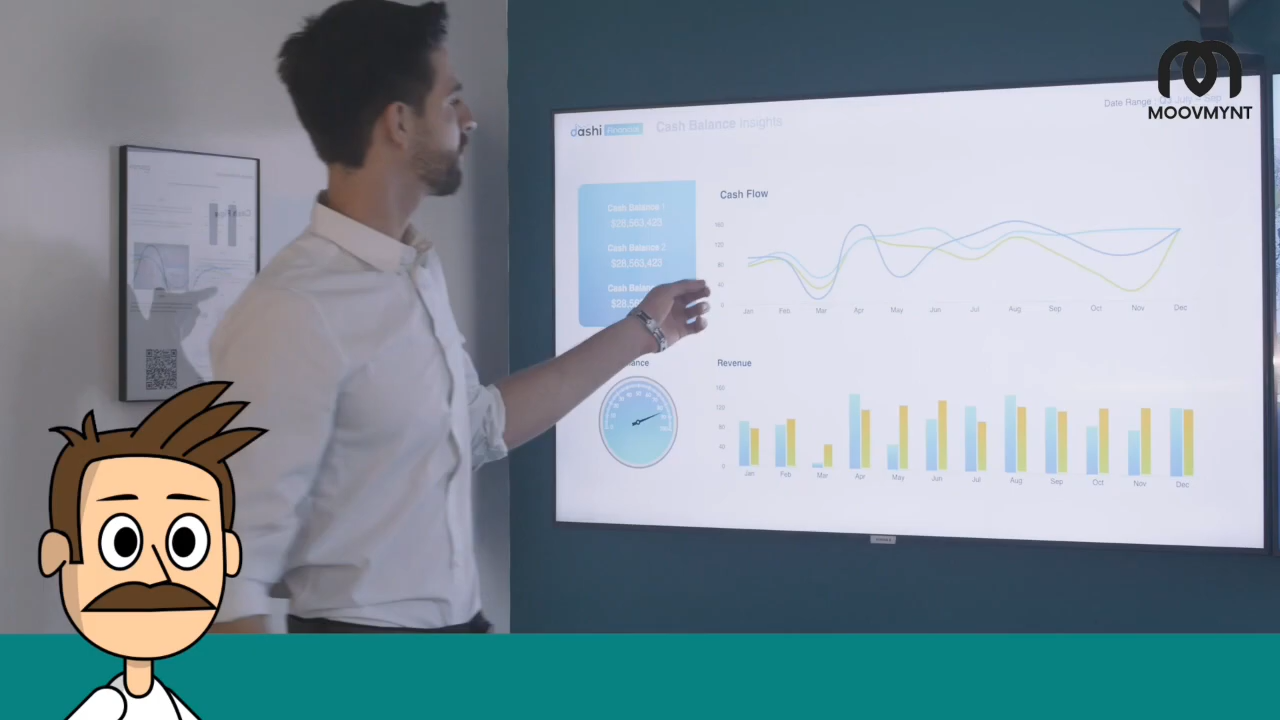 MOOVMYNT
Date Range
dashi Financial Cash Balance Insights
Cash Balance 1
$28,563,423
Cash Balance 2
$28,563,423
Cash Balance
Cash Flow
160
120
80
40
0
Jan Feb Mar Apr May Jun Jul Aug Sep Oct Nov Dec
Revenue
160
120
80
40
0
Jan Feb Mar Apr May Jun Jul Aug Sep Oct Nov Dec